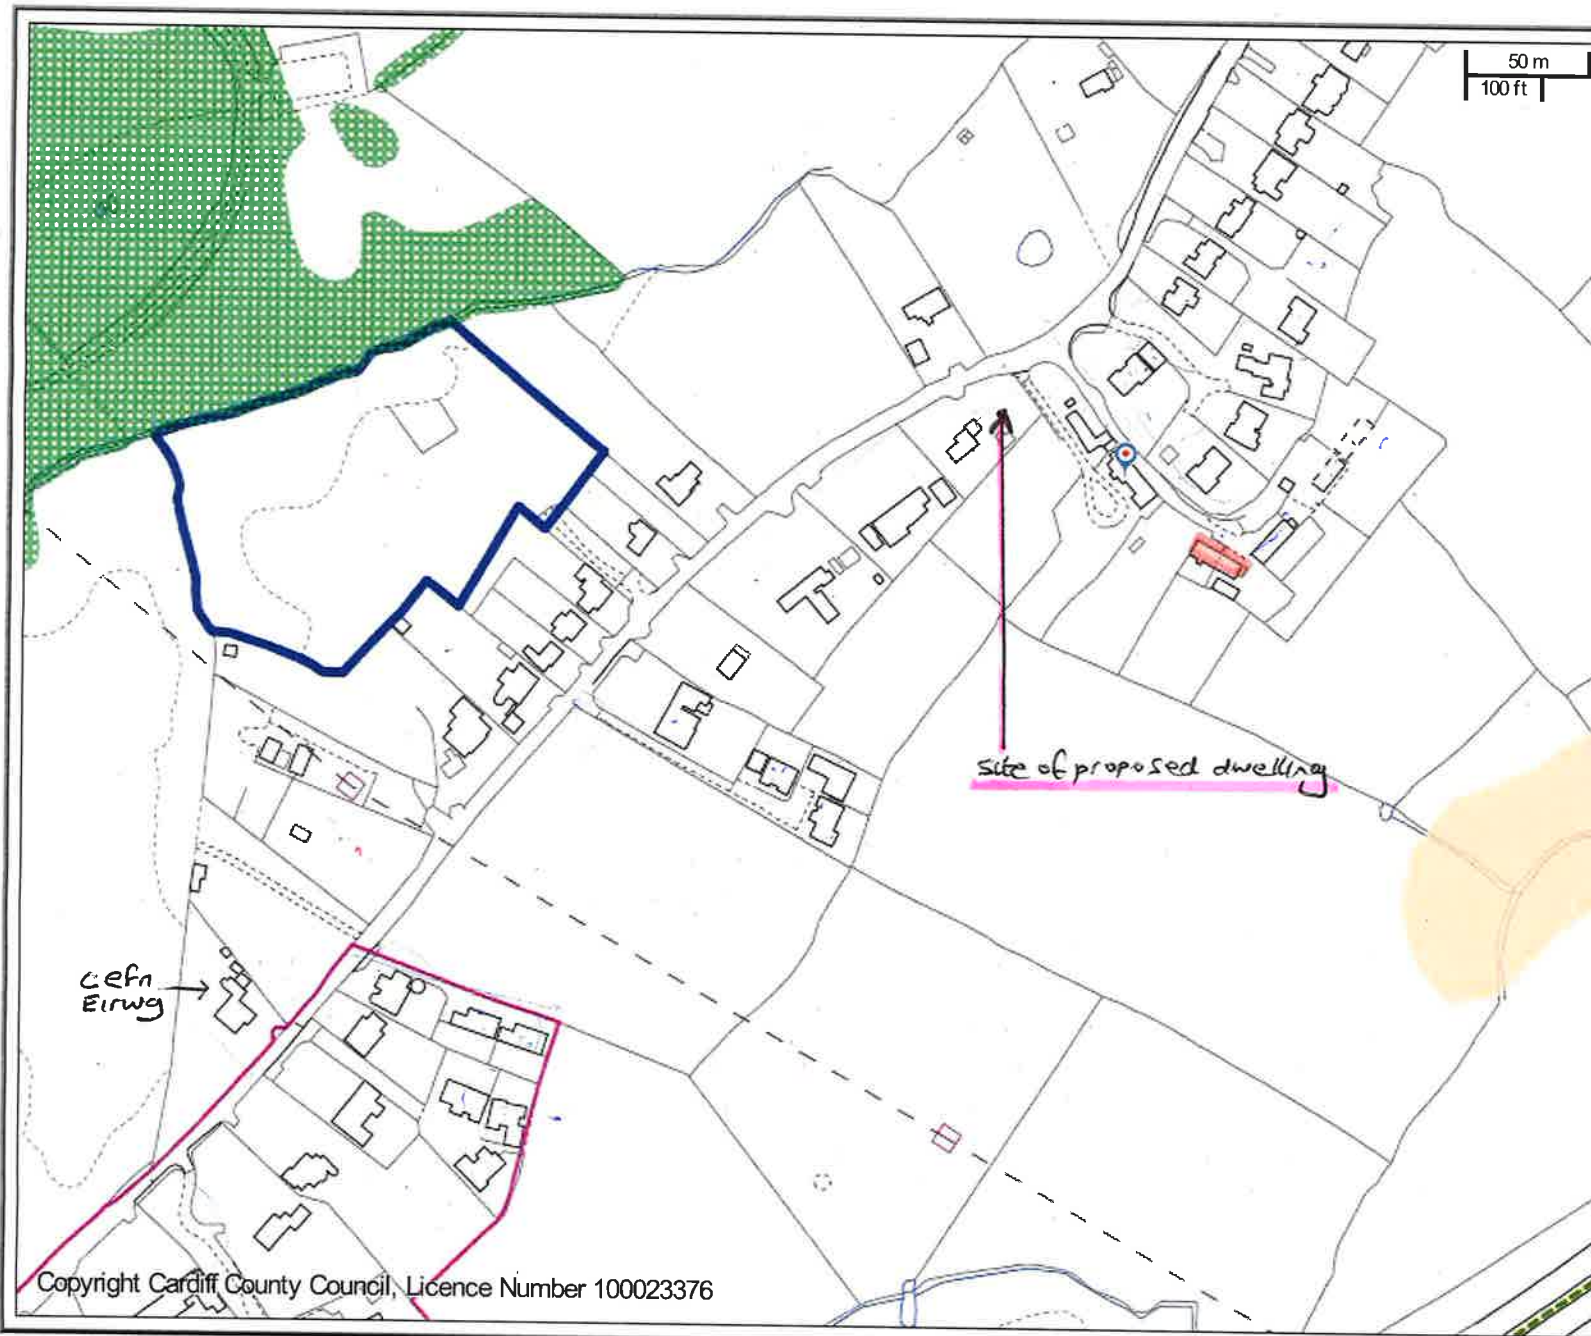 50 m
100 ft
site of proposed dwelling
Cefn
Eirwg
Copyright Cardiff County Council, Licence Number 100023376